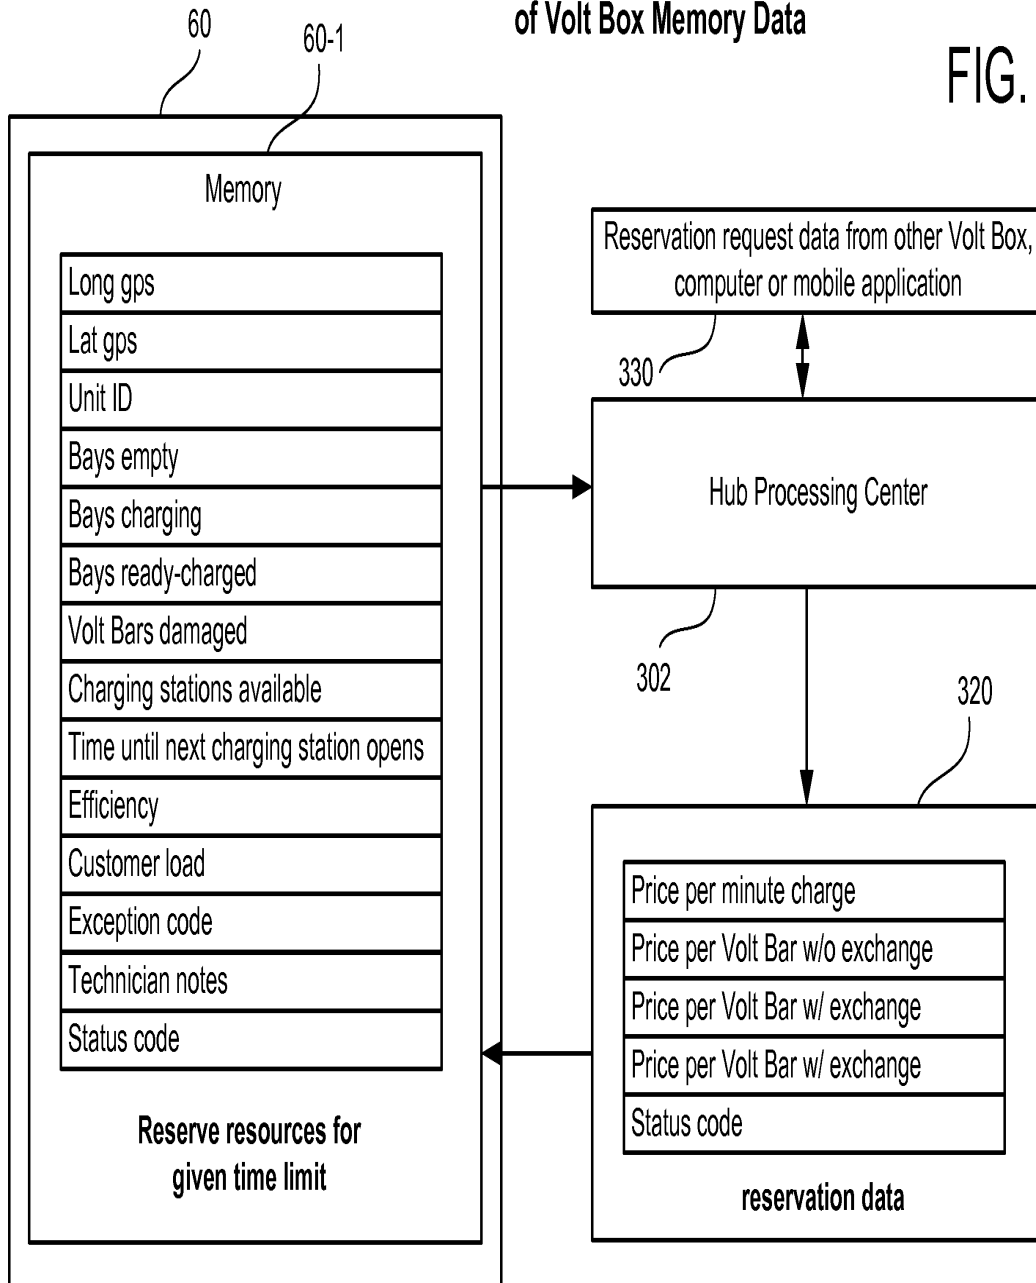 of Volt Box Memory Data
60
60-1
FIG.
Memory
Long gps
Lat gps
Unit ID
Bays empty
Bays charging
Bays ready-charged
Volt Bars damaged
Charging stations available
Time until next charging station opens
Efficiency
Customer load
Exception code
Technician notes
Status code
Reserve resources for
given time limit
Reservation request data from other Volt Box,
computer or mobile application
330
Hub Processing Center
302
320
Price per minute charge
Price per Volt Bar w/o exchange
Price per Volt Bar w/ exchange
Price per Volt Bar w/ exchange
Status code
reservation data